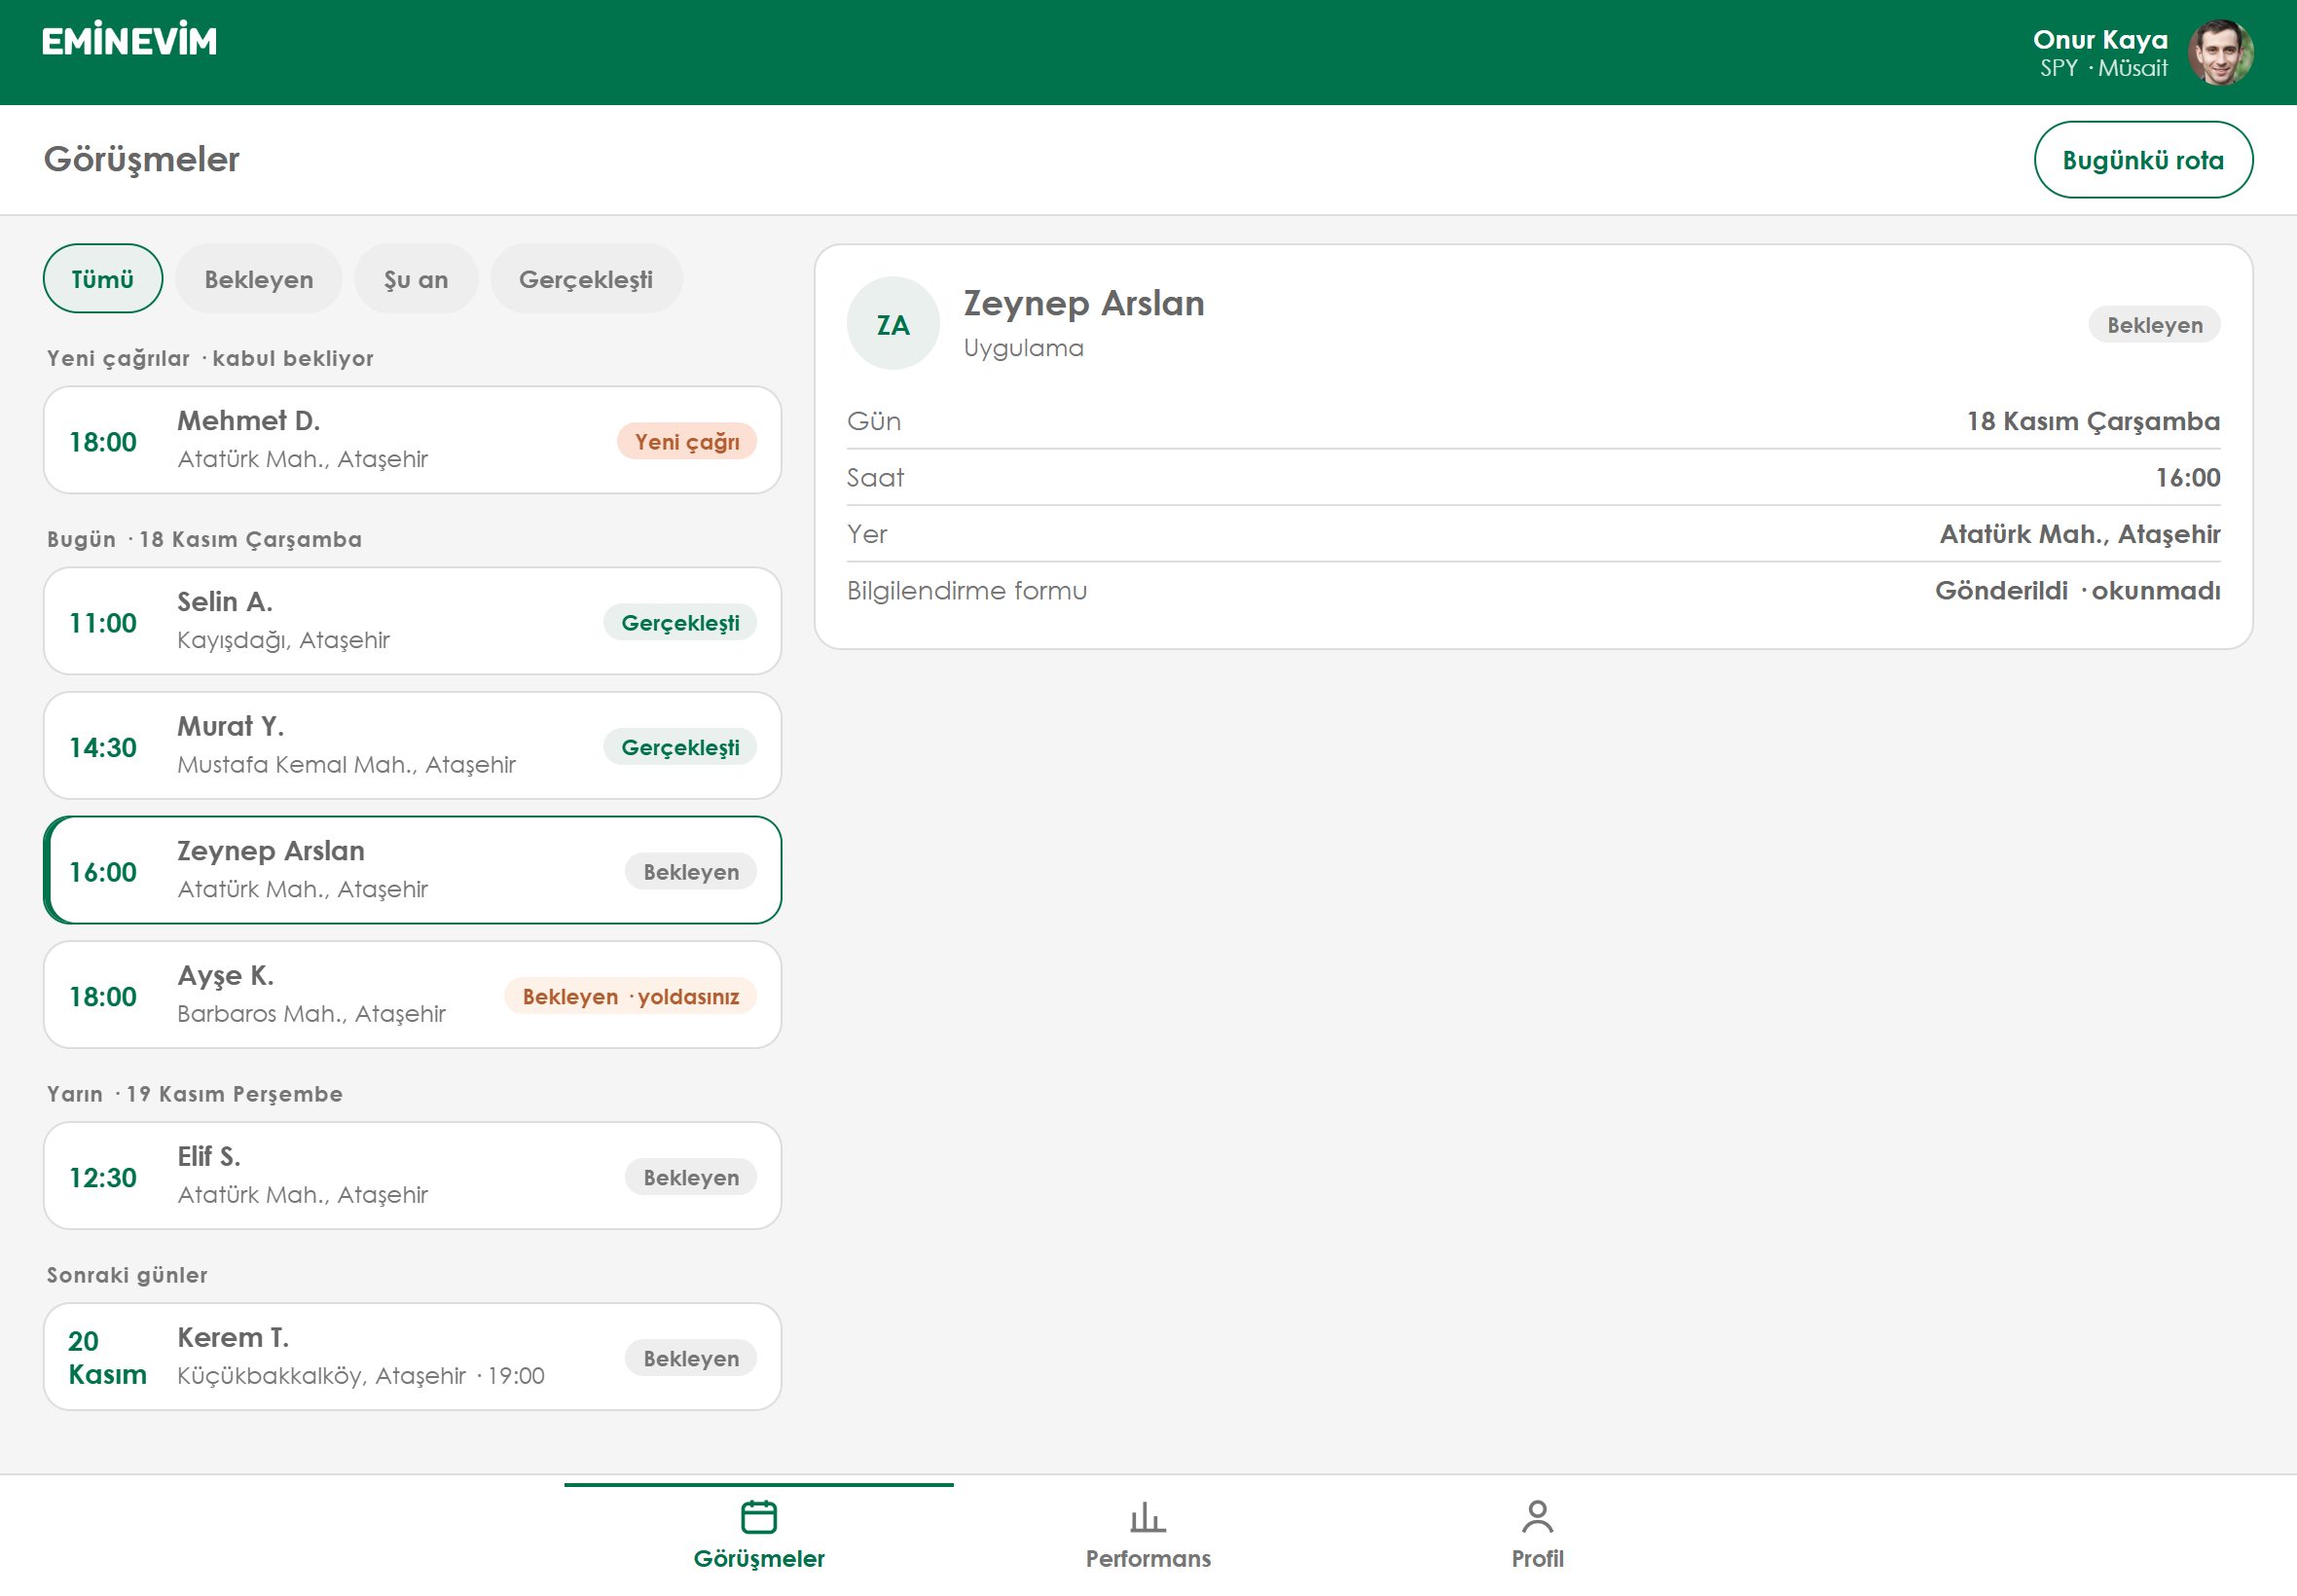 EMİNEVİM
Onur Kaya
SPY · Müsait
Görüşmeler
Bugünkü rota
Tümü
Bekleyen
Şu an
Gerçekleşti
Yeni çağrılar · kabul bekliyor
18:00
Mehmet D.
Atatürk Mah., Ataşehir
Yeni çağrı
Bugün · 18 Kasım Çarşamba
11:00
Selin A.
Kayışdağı, Ataşehir
Gerçekleşti
14:30
Murat Y.
Mustafa Kemal Mah., Ataşehir
Gerçekleşti
16:00
Zeynep Arslan
Atatürk Mah., Ataşehir
Bekleyen
18:00
Ayşe K.
Barbaros Mah., Ataşehir
Bekleyen · yoldasınız
Yarın · 19 Kasım Perşembe
12:30
Elif S.
Atatürk Mah., Ataşehir
Bekleyen
Sonraki günler
20
Kasım
Kerem T.
Küçükbakkalköy, Ataşehir · 19:00
Bekleyen
ZA
Zeynep Arslan
Uygulama
Bekleyen
Gün
18 Kasım Çarşamba
Saat
16:00
Yer
Atatürk Mah., Ataşehir
Bilgilendirme formu
Gönderildi · okunmadı
Görüşmeler
Performans
Profil